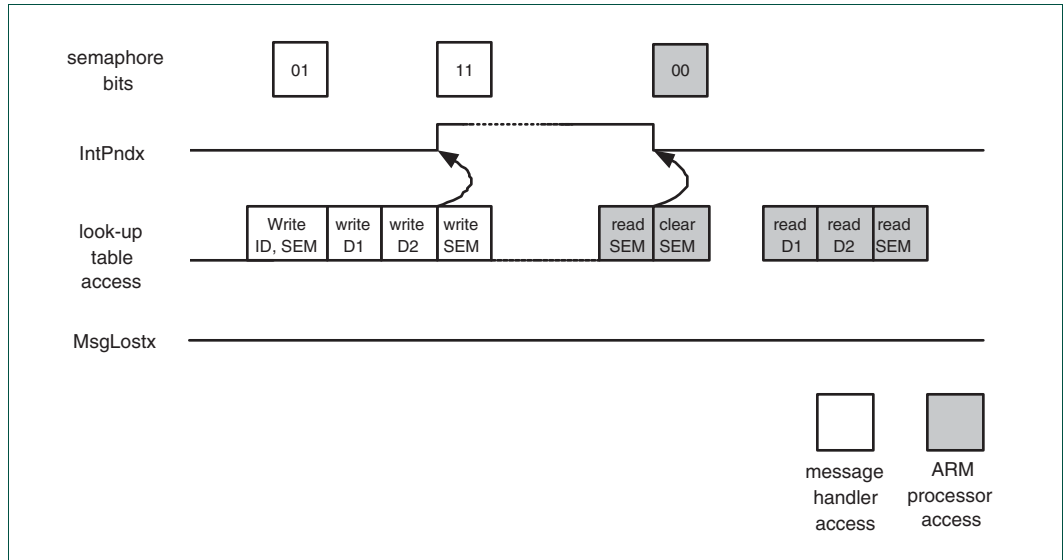 semaphore
bits
01
11
00
IntPndx
look-up
table
access
Write
ID, SEM
write
D1
write
D2
write
SEM
read
SEM
clear
SEM
read
D1
read
D2
read
SEM
MsgLostx
message
handler
access
ARM
processor
access